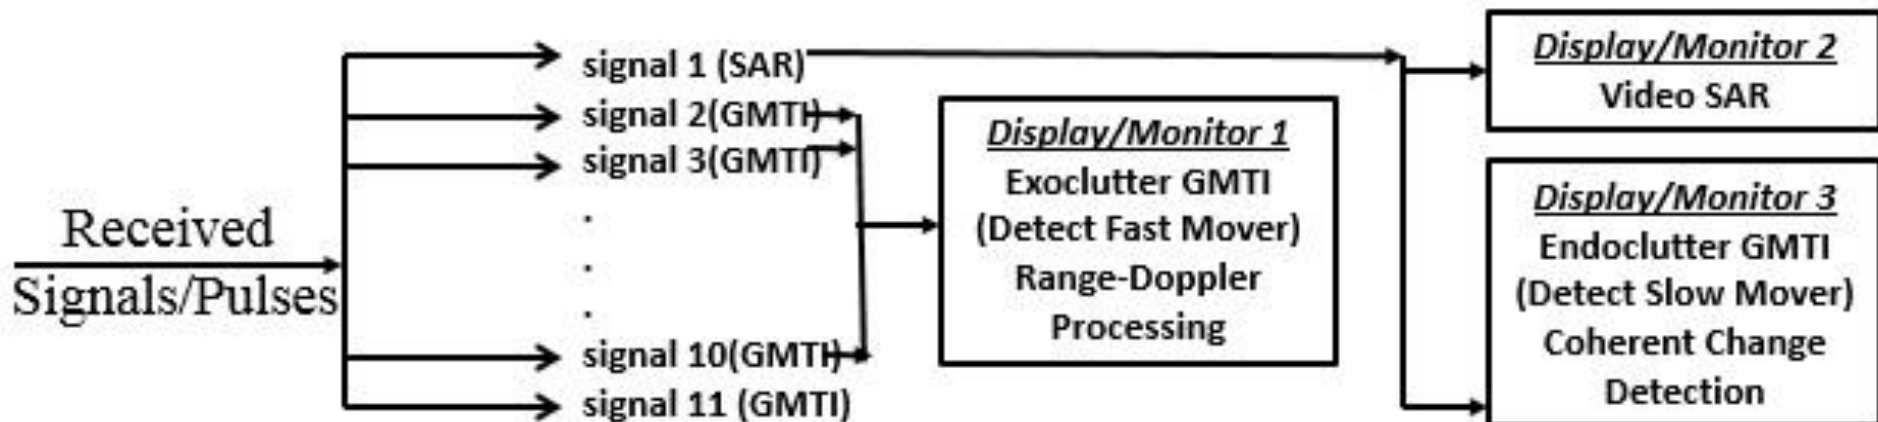 Received
Signals/Pulses
signal 1 (SAR)
signal 2(GMTI)
signal 3(GMTI)
.
.
.
signal 10(GMTI)
signal 11 (GMTI)
Display/Monitor 1
Exoclutter GMTI
(Detect Fast Mover)
Range-Doppler
Processing
Display/Monitor 2
Video SAR
Display/Monitor 3
Endoclutter GMTI
(Detect Slow Mover)
Coherent Change
Detection